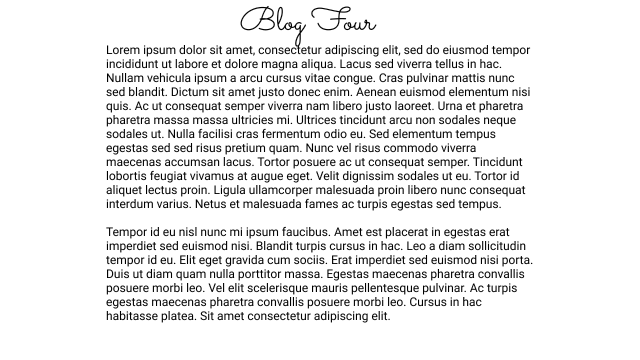 Blog Four
Lorem ipsum dolor sit amet, consectetur adipiscing elit, sed do eiusmod tempor
incididunt ut labore et dolore magna aliqua. Lacus sed viverra tellus in hac.
Nullam vehicula ipsum a arcu cursus vitae congue. Cras pulvinar mattis nunc
sed blandit. Dictum sit amet justo donec enim. Aenean euismod elementum nisi
quis. Ac ut consequat semper viverra nam libero justo laoreet. Urna et pharetra
pharetra massa massa ultricies mi. Ultrices tincidunt arcu non sodales neque
sodales ut. Nulla facilisi cras fermentum odio eu. Sed elementum tempus
egestas sed sed risus pretium quam. Nunc vel risus commodo viverra
maecenas accumsan lacus. Tortor posuere ac ut consequat semper. Tincidunt
lobortis feugiat vivamus at augue eget. Velit dignissim sodales ut eu. Tortor id
aliquet lectus proin. Ligula ullamcorper malesuada proin libero nunc consequat
interdum varius. Netus et malesuada fames ac turpis egestas sed tempus.
Tempor id eu nisl nunc mi ipsum faucibus. Amet est placerat in egestas erat
imperdiet sed euismod nisi. Blandit turpis cursus in hac. Leo a diam sollicitudin
tempor id eu. Elit eget gravida cum sociis. Erat imperdiet sed euismod nisi porta.
Duis ut diam quam nulla porttitor massa. Egestas maecenas pharetra convallis
posuere morbi leo. Vel elit scelerisque mauris pellentesque pulvinar. Ac turpis
egestas maecenas pharetra convallis posuere morbi leo. Cursus in hac
habitasse platea. Sit amet consectetur adipiscing elit.